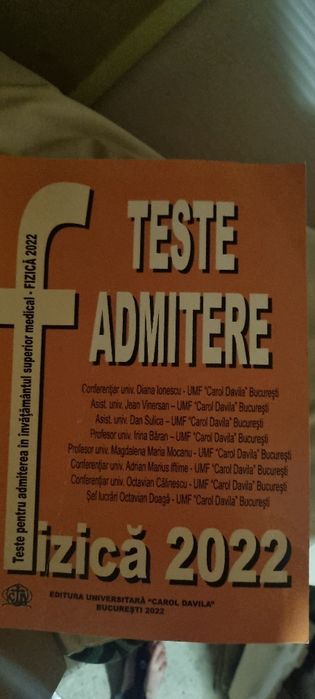 TESTE
ADMITERE
Teste pentru admiterea în învățământul superior medical - FIZICĂ 2022
Conferențiar univ. Diana Ionescu - UMF "Carol Davila" București
Asist. univ. Jean Vinersan – UMF "Carol Davila" București
Asist. univ. Dan Sulica – UMF "Carol Davila" București
Profesor univ. Irina Băran – UMF "Carol Davila" București
Profesor univ. Magdalena Maria Mocanu - UMF "Carol Davila" București
Conferențiar univ. Adrian Marius Iftime - UMF "Carol Davila" București
Conferențiar univ. Octavian Călinescu - UMF "Carol Davila" București
Șef lucrări Octavian Doagă - UMF "Carol Davila" București
fizică 2022
EDITURA UNIVERSITARĂ "CAROL DAVILA"
BUCUREȘTI 2022